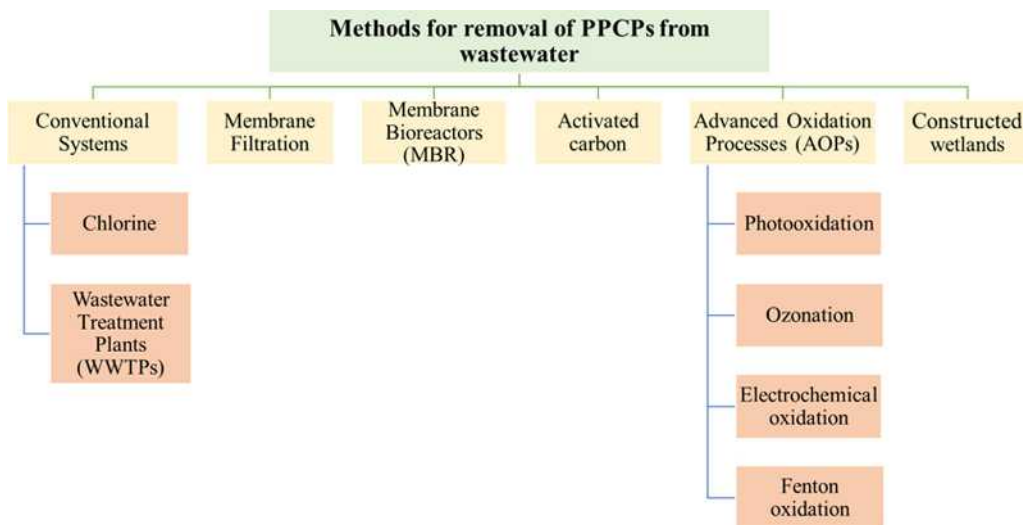 Methods for removal of PPCPs from
wastewater
Conventional
Systems
Membrane
Filtration
Membrane
Bioreactors
(MBR)
Activated
carbon
Advanced Oxidation
Processes (AOPs)
Constructed
wetlands
Chlorine
Wastewater
Treatment
Plants
(WWTPs)
Photooxidation
Ozonation
Electrochemical
oxidation
Fenton
oxidation